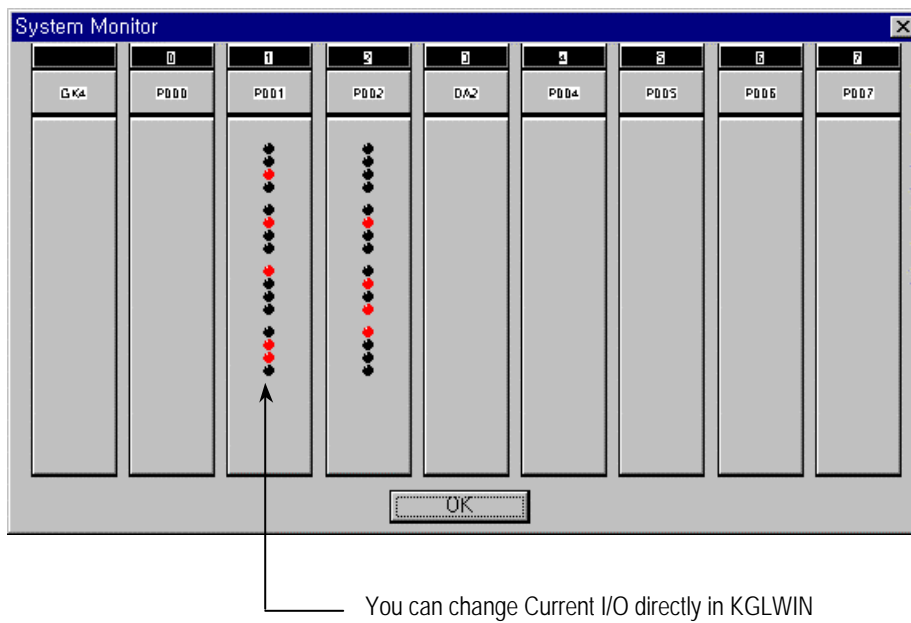 System Monitor
0 1 2 3 4 5 6 7
GK4 P000 P001 P002 DA2 P004 P005 P006 P007
OK
You can change Current I/O directly in KGLWIN